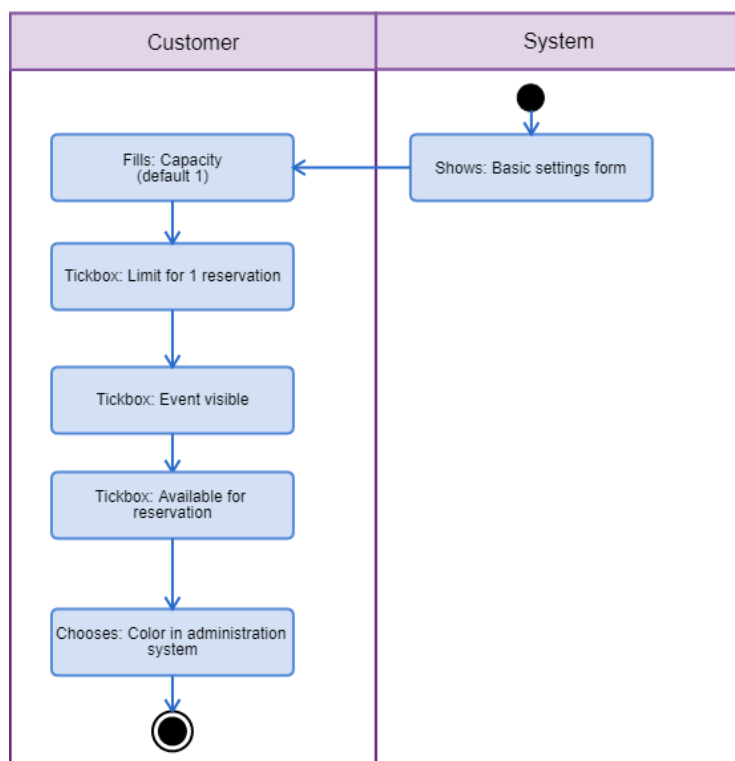 Customer
System
Fills: Capacity
(default 1)
Shows: Basic settings form
Tickbox: Limit for 1 reservation
Tickbox: Event visible
Tickbox: Available for
reservation
Chooses: Color in administration
system